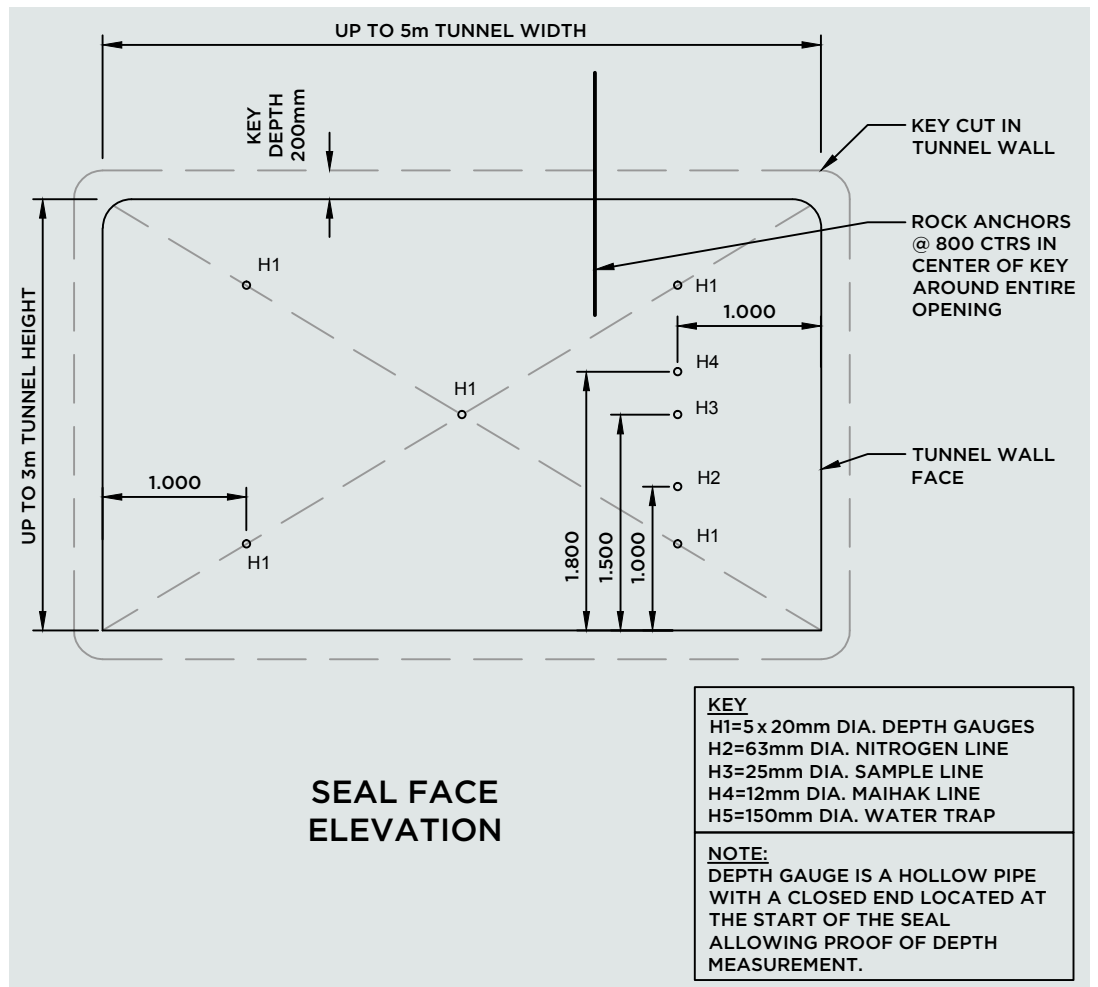 UP TO 5m TUNNEL WIDTH
KEY
DEPTH
200mm
KEY CUT IN
TUNNEL WALL
ROCK ANCHORS
@ 800 CTRS IN
CENTER OF KEY
AROUND ENTIRE
OPENING
UP TO 3m TUNNEL HEIGHT
H1
H1
1.000
H4
H1
H3
TUNNEL WALL
FACE
1.000
H2
H1
H1
1.800
1.500
1.000
SEAL FACE
ELEVATION
KEY
H1=5x20mm DIA. DEPTH GAUGES
H2=63mm DIA. NITROGEN LINE
H3=25mm DIA. SAMPLE LINE
H4=12mm DIA. MAIHAK LINE
H5=150mm DIA. WATER TRAP
NOTE:
DEPTH GAUGE IS A HOLLOW PIPE
WITH A CLOSED END LOCATED AT
THE START OF THE SEAL
ALLOWING PROOF OF DEPTH
MEASUREMENT.